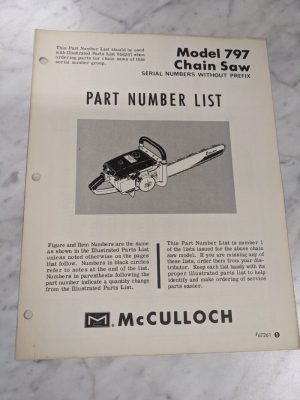 This Part Number List should be used
with Illustrated Parts List when
ordering parts for chain saws of this
serial number group.
Model 797
Chain Saw
SERIAL NUMBERS WITHOUT PREFIX
PART NUMBER LIST
Figure and Item Numbers are the same
as shown in the Illustrated Parts List
unless noted otherwise on the pages
that follow. Numbers in black circles
refer to notes at the end of the list.
Numbers in parenthesis following the
part number indicate a quantity change
from the Illustrated Parts List.
This Part Number List is number 1
of the lists issued for the above chain
saw model. If you are missing any of
these lists, order them from your dis-
tributor. Keep each list handy with its
proper illustrated parts list to help
identify and make ordering of service
parts easier.
McCULLOCH